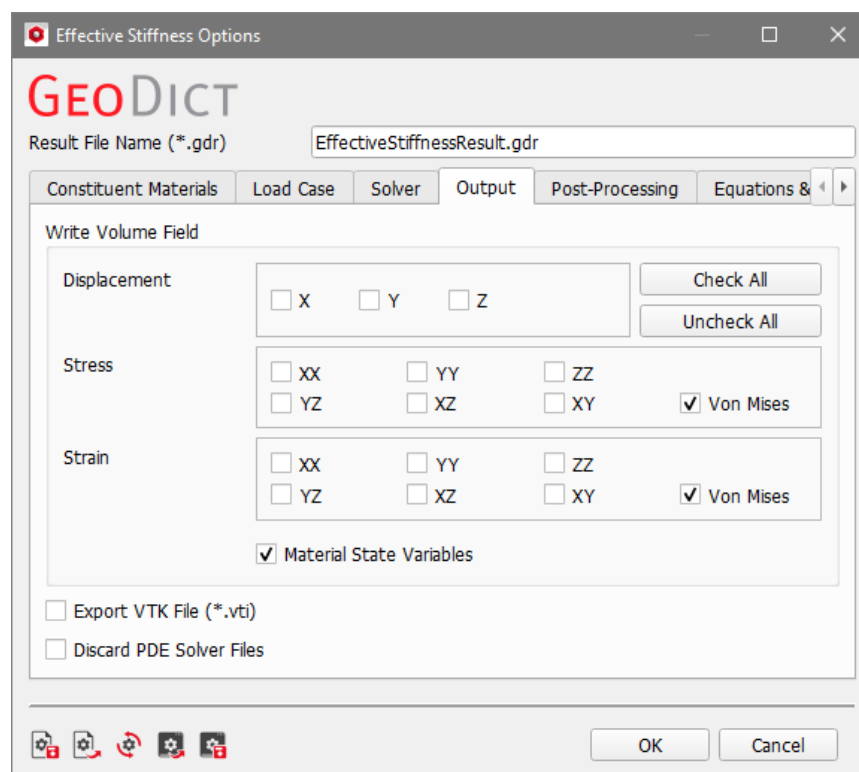 Effective Stiffness Options
GEODICT
Result File Name (*.gdr) EffectiveStiffnessResult.gdr
Constituent Materials Load Case Solver Output Post-Processing Equations &
Write Volume Field
Displacement X Y Z Check All
Uncheck All
Stress XX YY ZZ
YZ XZ XY Von Mises
Strain XX YY ZZ
YZ XZ XY Von Mises
Material State Variables
Export VTK File (*.vti)
Discard PDE Solver Files
OK Cancel